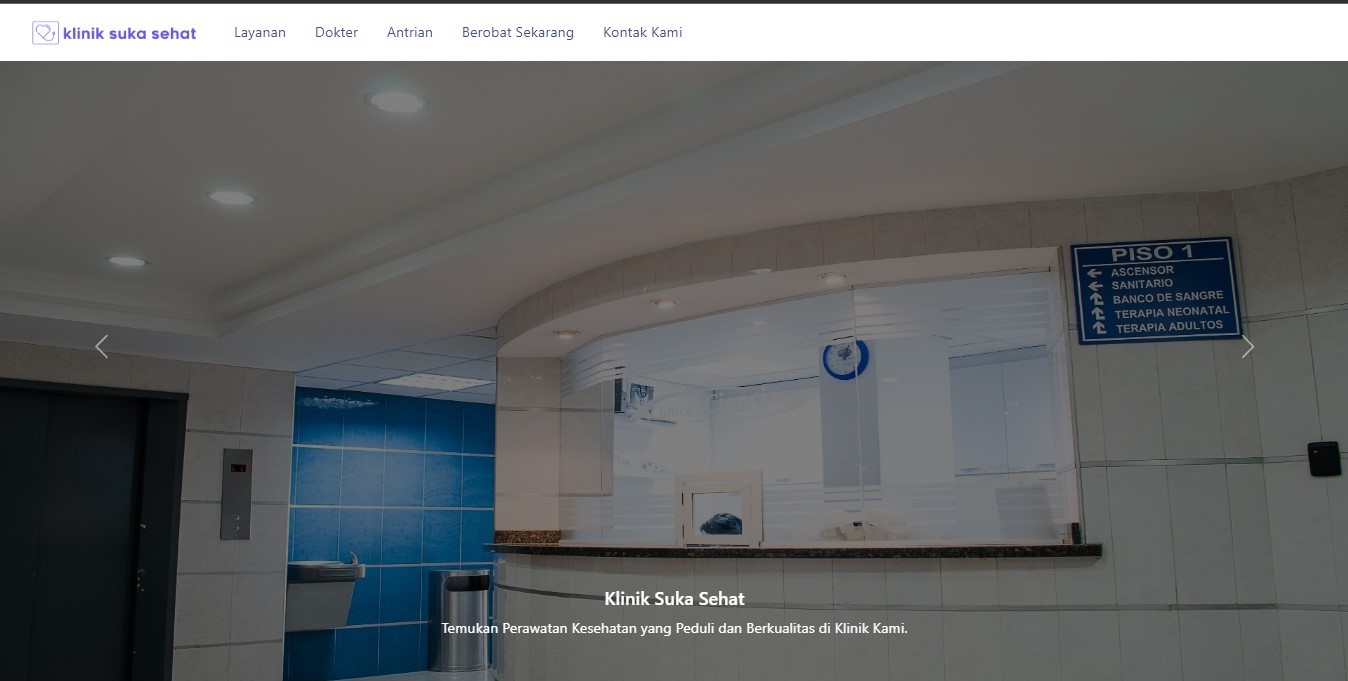 klinik suka sehat
Layanan
Dokter
Antrian
Berobat Sekarang
Kontak Kami
PISO 1
ASCENSOR
SANITARIO
BANCO DE SANGRE
TERAPIA NEONATAL
TERAPIA ADULTOS
Klinik Suka Sehat
Temukan Perawatan Kesehatan yang Peduli dan Berkualitas di Klinik Kami.